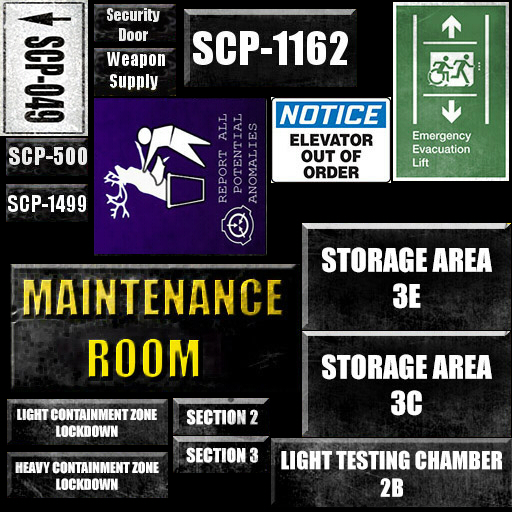 SCP-049
Security
Door
Weapon
Supply
SCP-1162
SCP-500
SCP-1499
REPORT ALL
POTENTIAL
ANOMALIES
NOTICE
ELEVATOR
OUT OF
ORDER
Emergency
Evacuation
Lift
MAINTENANCE
ROOM
STORAGE AREA
3E
STORAGE AREA
3C
LIGHT CONTAINMENT ZONE
LOCKDOWN
SECTION 2
HEAVY CONTAINMENT ZONE
LOCKDOWN
SECTION 3
LIGHT TESTING CHAMBER
2B